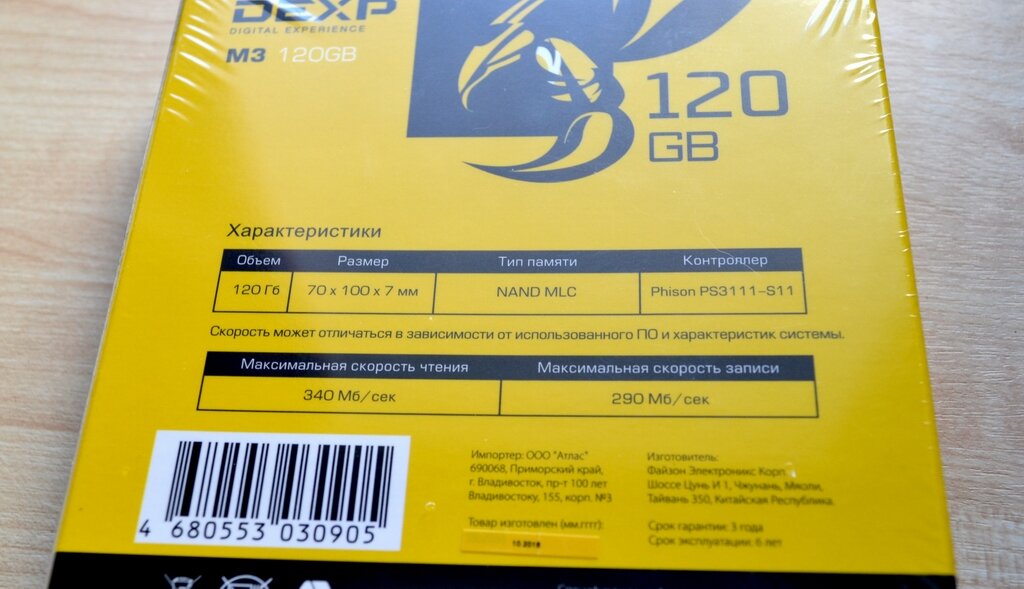 DEXP
DIGITAL EXPERIENCE
M3 120GB
120
GB
Характеристики
Объем Размер Тип памяти Контроллер
120 Гб 70 x 100 x 7 мм NAND MLC Phison PS3111-S11
Скорость может отличаться в зависимости от использованного ПО и характеристик системы.
Максимальная скорость чтения Максимальная скорость записи
340 Мб/сек 290 Мб/сек
Импортер: ООО "Атлас"
690068, Приморский край,
г. Владивосток, пр-т 100 лет
Владивостоку, 155, корп. №3
Товар изготовлен (мм.гггг):
10.2018
Изготовитель:
Файзон Электроникс Корп.
Шоссе Цунь И 1, Чжунань, Мяоли,
Тайвань 350, Китайская Республика.
Срок гарантии: 3 года
Срок эксплуатации: 6 лет
4 680553 030905